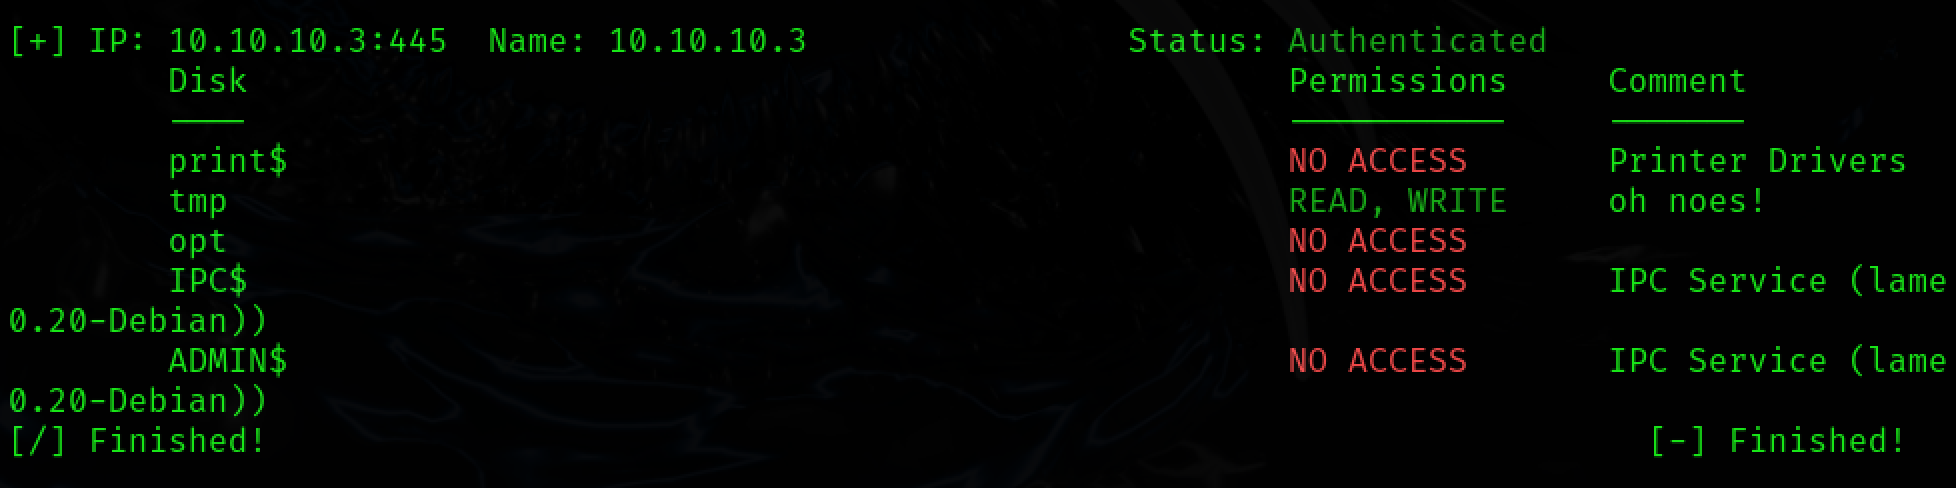 [+] IP: 10.10.10.3:445  Name: 10.10.10.3  Status: Authenticated
Disk  Permissions  Comment
----  -----------  -------
print$  NO ACCESS  Printer Drivers
tmp  READ, WRITE  oh noes!
opt  NO ACCESS
IPC$  NO ACCESS  IPC Service (lame
0.20-Debian))
ADMIN$  NO ACCESS  IPC Service (lame
0.20-Debian))
[/] Finished!  [-] Finished!